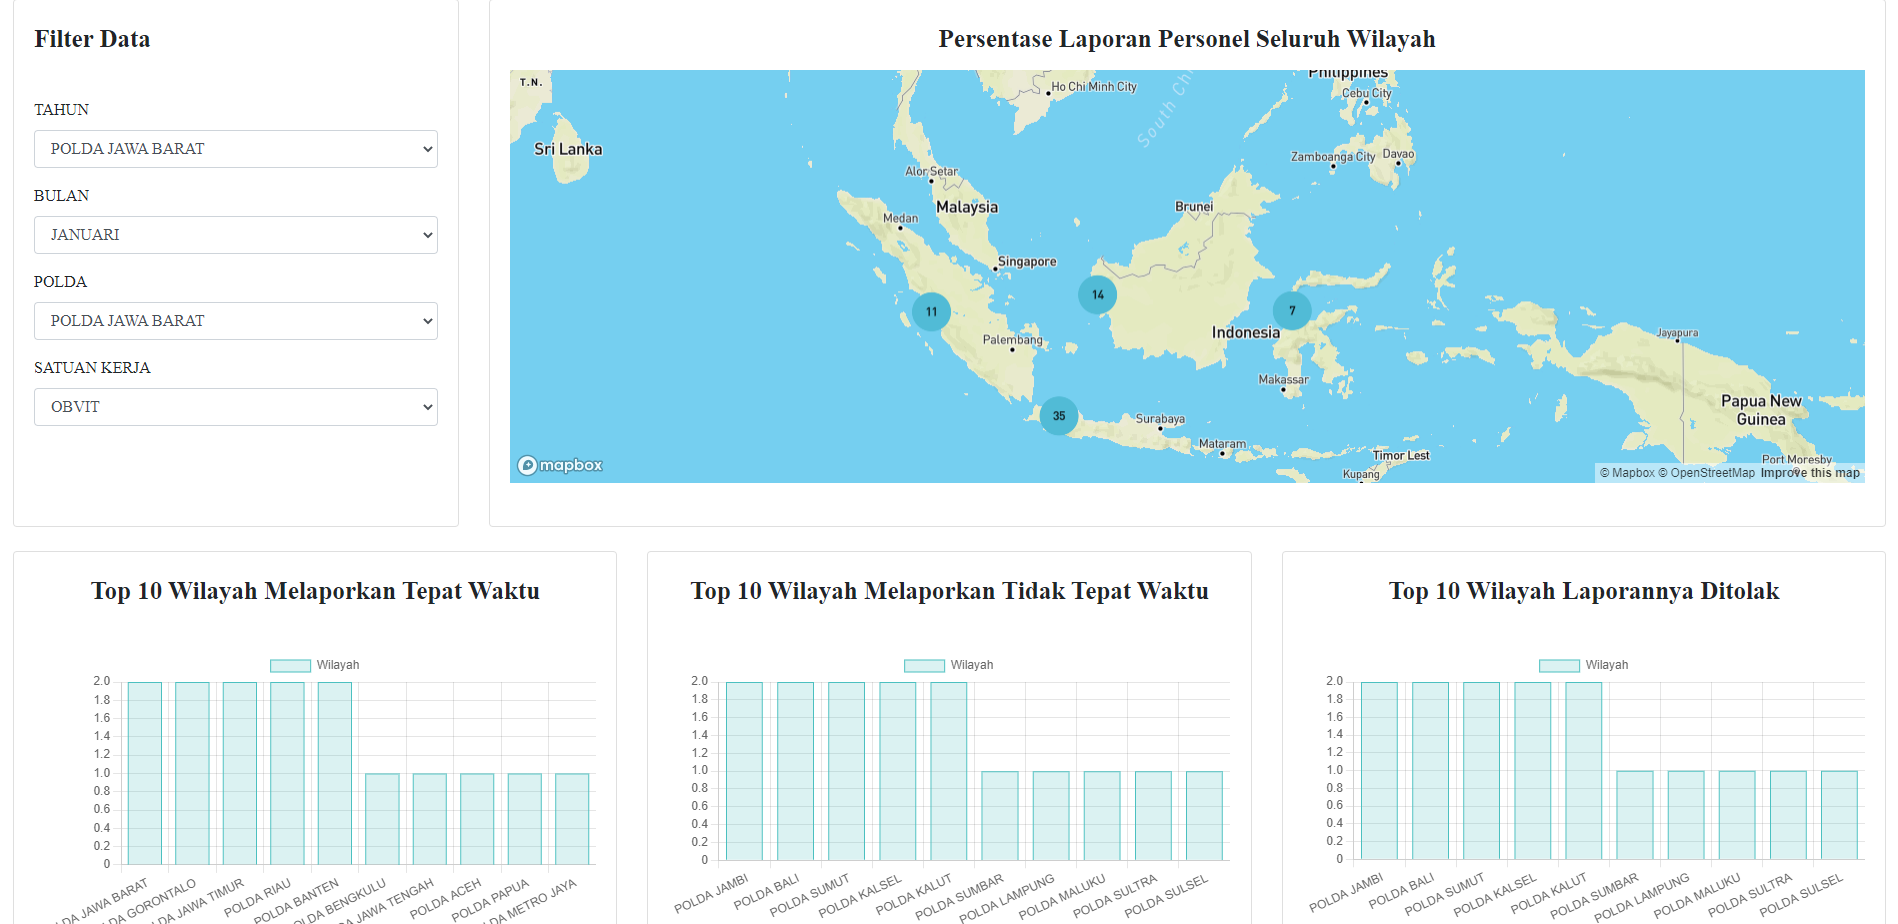 Filter Data
TAHUN
POLDA JAWA BARAT
BULAN
JANUARI
POLDA
POLDA JAWA BARAT
SATUAN KERJA
OBVIT
Persentase Laporan Personel Seluruh Wilayah
T.N.
Sri Lanka
Ho Chi Minh City
South Chi
Philippines
Cebu City
Zamboanga City
Davao
Alor Setar
Malaysia
Medan
Brunei
Singapore
11
14
7
Indonesia
Palembang
Makassar
35
Surabaya
Mataram
Timor Lest
Kupang
Jayapura
Papua New
Guinea
Port Moresby
mapbox
© Mapbox © OpenStreetMap Improve this map
Top 10 Wilayah Melaporkan Tepat Waktu
Wilayah
2.0
1.8
1.6
1.4
1.2
1.0
0.8
0.6
0.4
0.2
0
LDA JAWA BARAT
A GORONTALO
DA JAWA TIMUR
POLDA RIAU
POLDA BANTEN
DA BENGKULU
A JAWA TENGAH
POLDA ACEH
POLDA PAPUA
DA METRO JAYA
Top 10 Wilayah Melaporkan Tidak Tepat Waktu
Wilayah
2.0
1.8
1.6
1.4
1.2
1.0
0.8
0.6
0.4
0.2
0
POLDA JAMBI
POLDA BALI
POLDA SUMUT
POLDA KALSEL
POLDA KALUT
POLDA SUMBAR
POLDA LAMPUNG
POLDA MALUKU
POLDA SULTRA
POLDA SULSEL
Top 10 Wilayah Laporannya Ditolak
Wilayah
2.0
1.8
1.6
1.4
1.2
1.0
0.8
0.6
0.4
0.2
0
POLDA JAMBI
POLDA BALI
POLDA SUMUT
POLDA KALSEL
POLDA KALUT
POLDA SUMBAR
POLDA LAMPUNG
POLDA MALUKU
POLDA SULTRA
POLDA SULSEL